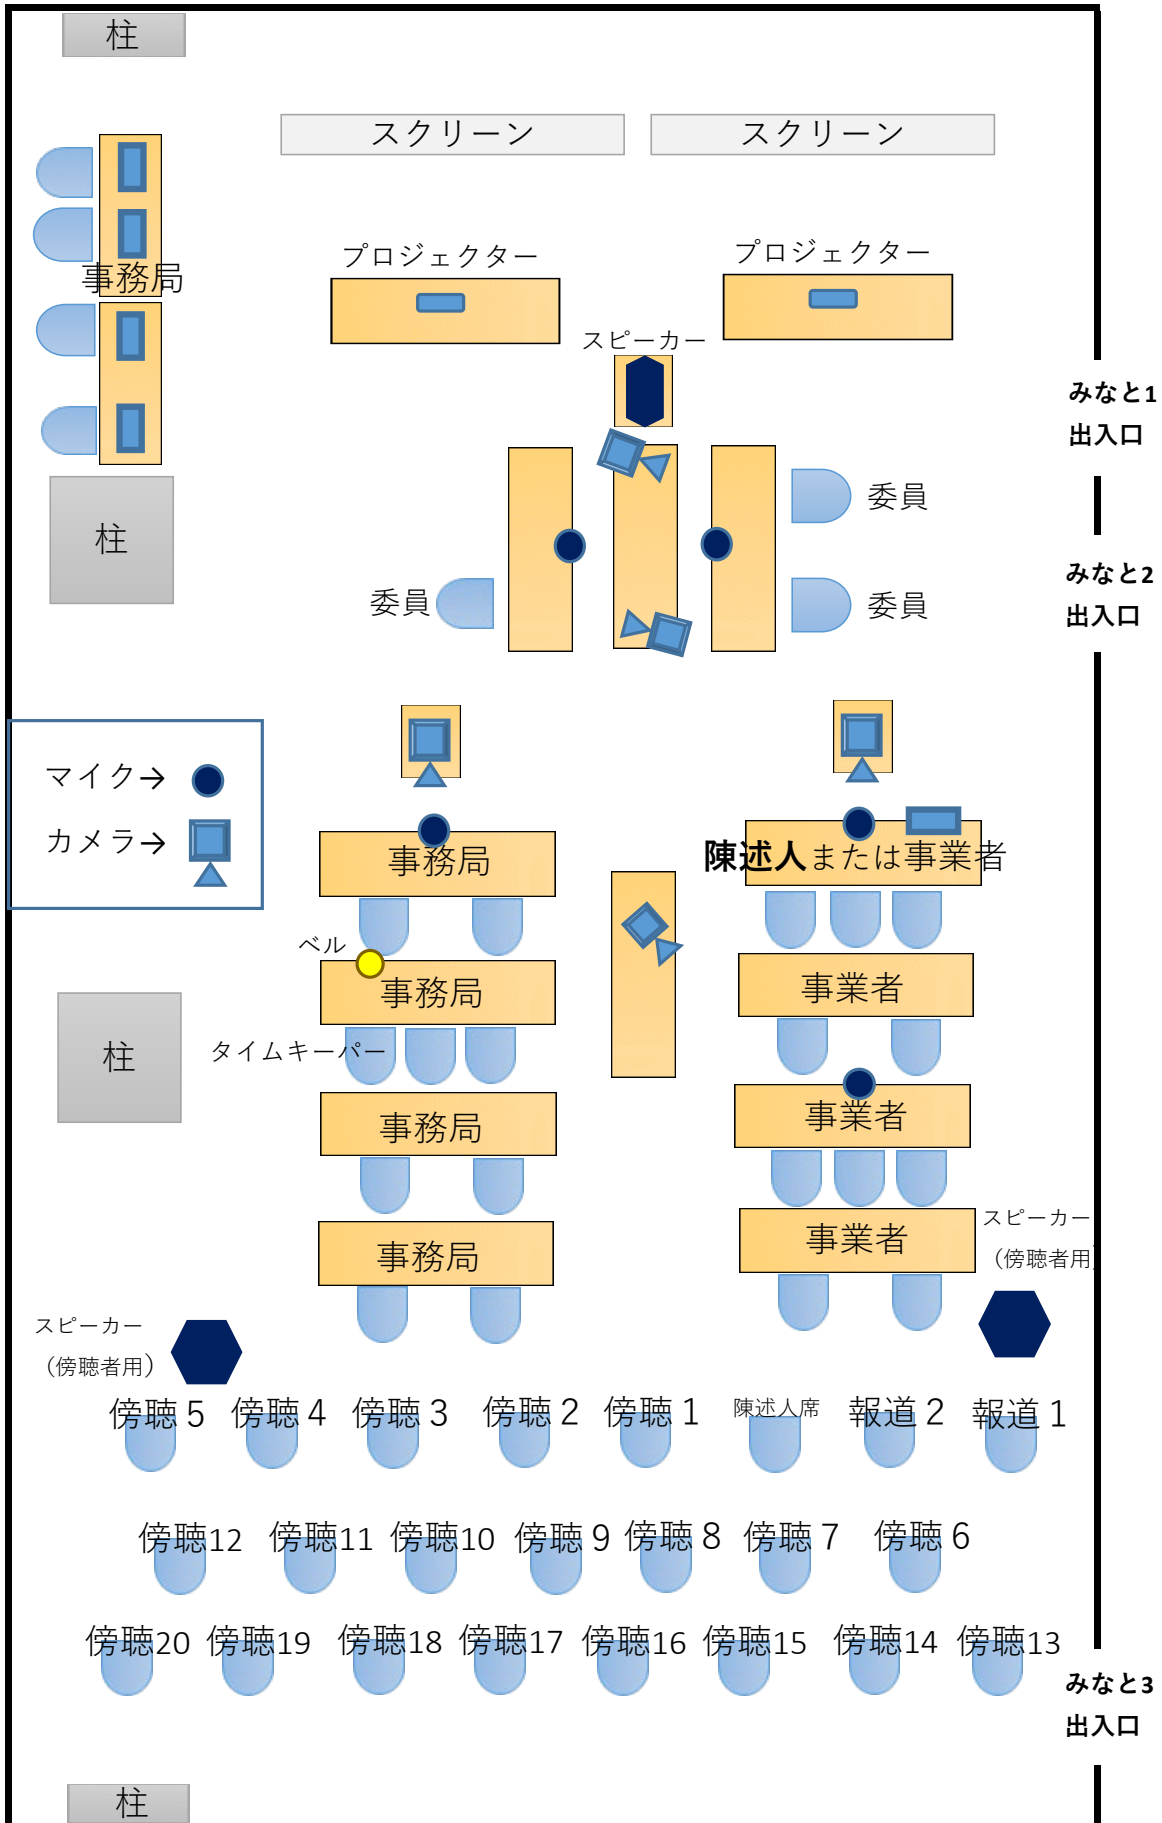 柱
スクリーン
スクリーン
プロジェクター
プロジェクター
事務局
スピーカー
みなと1
出入口
委員
柱
みなと2
出入口
委員
委員
マイク→
カメラ→
事務局
陳述人または事業者
ベル
事務局
事業者
タイムキーパー
柱
事務局
事業者
スピーカー
（傍聴者用）
事務局
事業者
スピーカー
（傍聴者用）
傍聴５
傍聴４
傍聴３
傍聴２
傍聴１
陳述人席
報道２
報道１
傍聴12
傍聴11
傍聴10
傍聴９
傍聴８
傍聴７
傍聴６
傍聴20
傍聴19
傍聴18
傍聴17
傍聴16
傍聴15
傍聴14
傍聴13
みなと3
出入口
柱